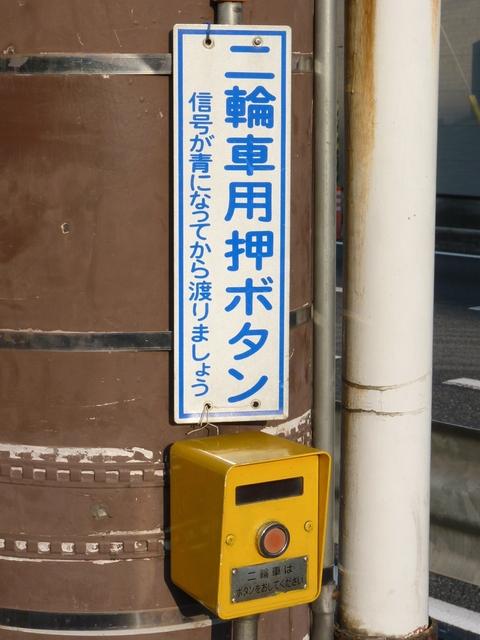 二輪車用押ボタン
信号が青になってから渡りましょう
二輪車は
ボタンをおしてください